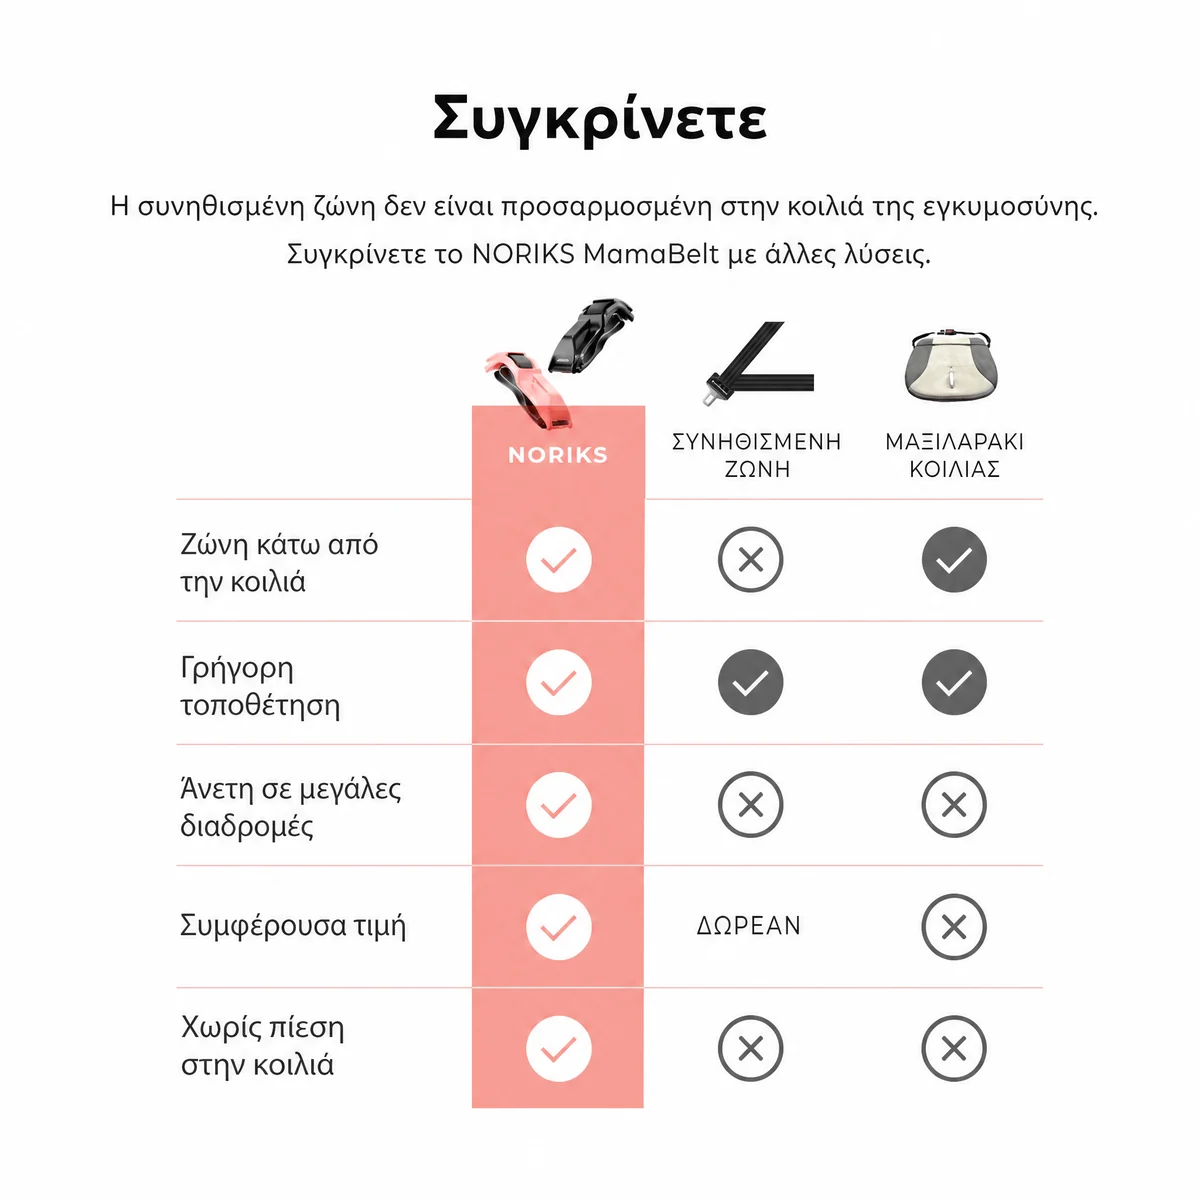 Συγκρίνετε
Η συνηθισμένη ζώνη δεν είναι προσαρμοσμένη στην κοιλιά της εγκυμοσύνης.
Συγκρίνετε το NORIKS MamaBelt με άλλες λύσεις.
NORIKS
ΣΥΝΗΘΙΣΜΕΝΗ
ΖΩΝΗ
ΜΑΞΙΛΑΡΑΚΙ
ΚΟΙΛΙΑΣ
Ζώνη κάτω από
την κοιλιά
Γρήγορη
τοποθέτηση
Άνετη σε μεγάλες
διαδρομές
Συμφέρουσα τιμή
ΔΩΡΕΑΝ
Χωρίς πίεση
στην κοιλιά